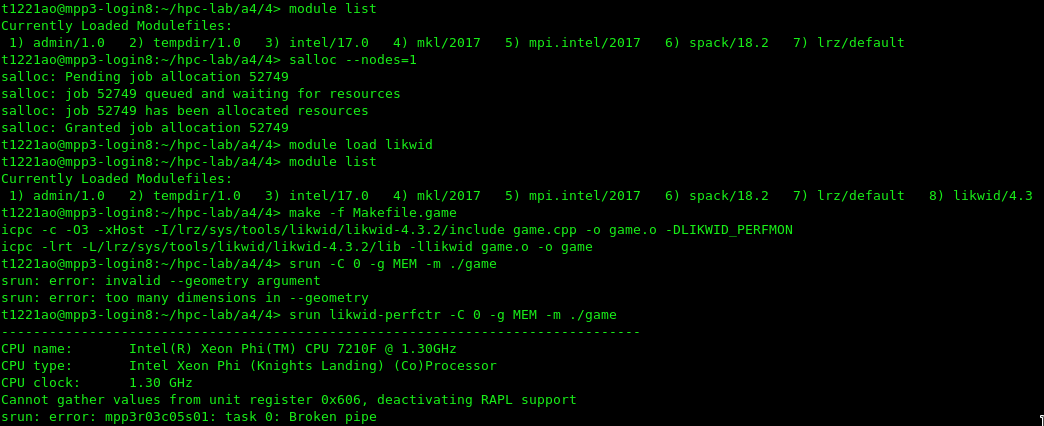 t1221ao@mpp3-login8:~/hpc-lab/a4/4> module list
Currently Loaded Modulefiles:
 1) admin/1.0   2) tempdir/1.0   3) intel/17.0   4) mkl/2017   5) mpi.intel/2017   6) spack/18.2   7) lrz/default
t1221ao@mpp3-login8:~/hpc-lab/a4/4> salloc --nodes=1
salloc: Pending job allocation 52749
salloc: job 52749 queued and waiting for resources
salloc: job 52749 has been allocated resources
salloc: Granted job allocation 52749
t1221ao@mpp3-login8:~/hpc-lab/a4/4> module load likwid
t1221ao@mpp3-login8:~/hpc-lab/a4/4> module list
Currently Loaded Modulefiles:
 1) admin/1.0   2) tempdir/1.0   3) intel/17.0   4) mkl/2017   5) mpi.intel/2017   6) spack/18.2   7) lrz/default   8) likwid/4.3
t1221ao@mpp3-login8:~/hpc-lab/a4/4> make -f Makefile.game
icpc -c -O3 -xHost -I/lrz/sys/tools/likwid/likwid-4.3.2/include game.cpp -o game.o -DLIKWID_PERFMON
icpc -lrt -L/lrz/sys/tools/likwid/likwid-4.3.2/lib -llikwid game.o -o game
t1221ao@mpp3-login8:~/hpc-lab/a4/4> srun -C 0 -g MEM -m ./game
srun: error: invalid --geometry argument
srun: error: too many dimensions in --geometry
t1221ao@mpp3-login8:~/hpc-lab/a4/4> srun likwid-perfctr -C 0 -g MEM -m ./game
--------------------------------------------------------------------------------
CPU name:       Intel(R) Xeon Phi(TM) CPU 7210F @ 1.30GHz
CPU type:       Intel Xeon Phi (Knights Landing) (Co)Processor
CPU clock:      1.30 GHz
Cannot gather values from unit register 0x606, deactivating RAPL support
srun: error: mpp3r03c05s01: task 0: Broken pipe